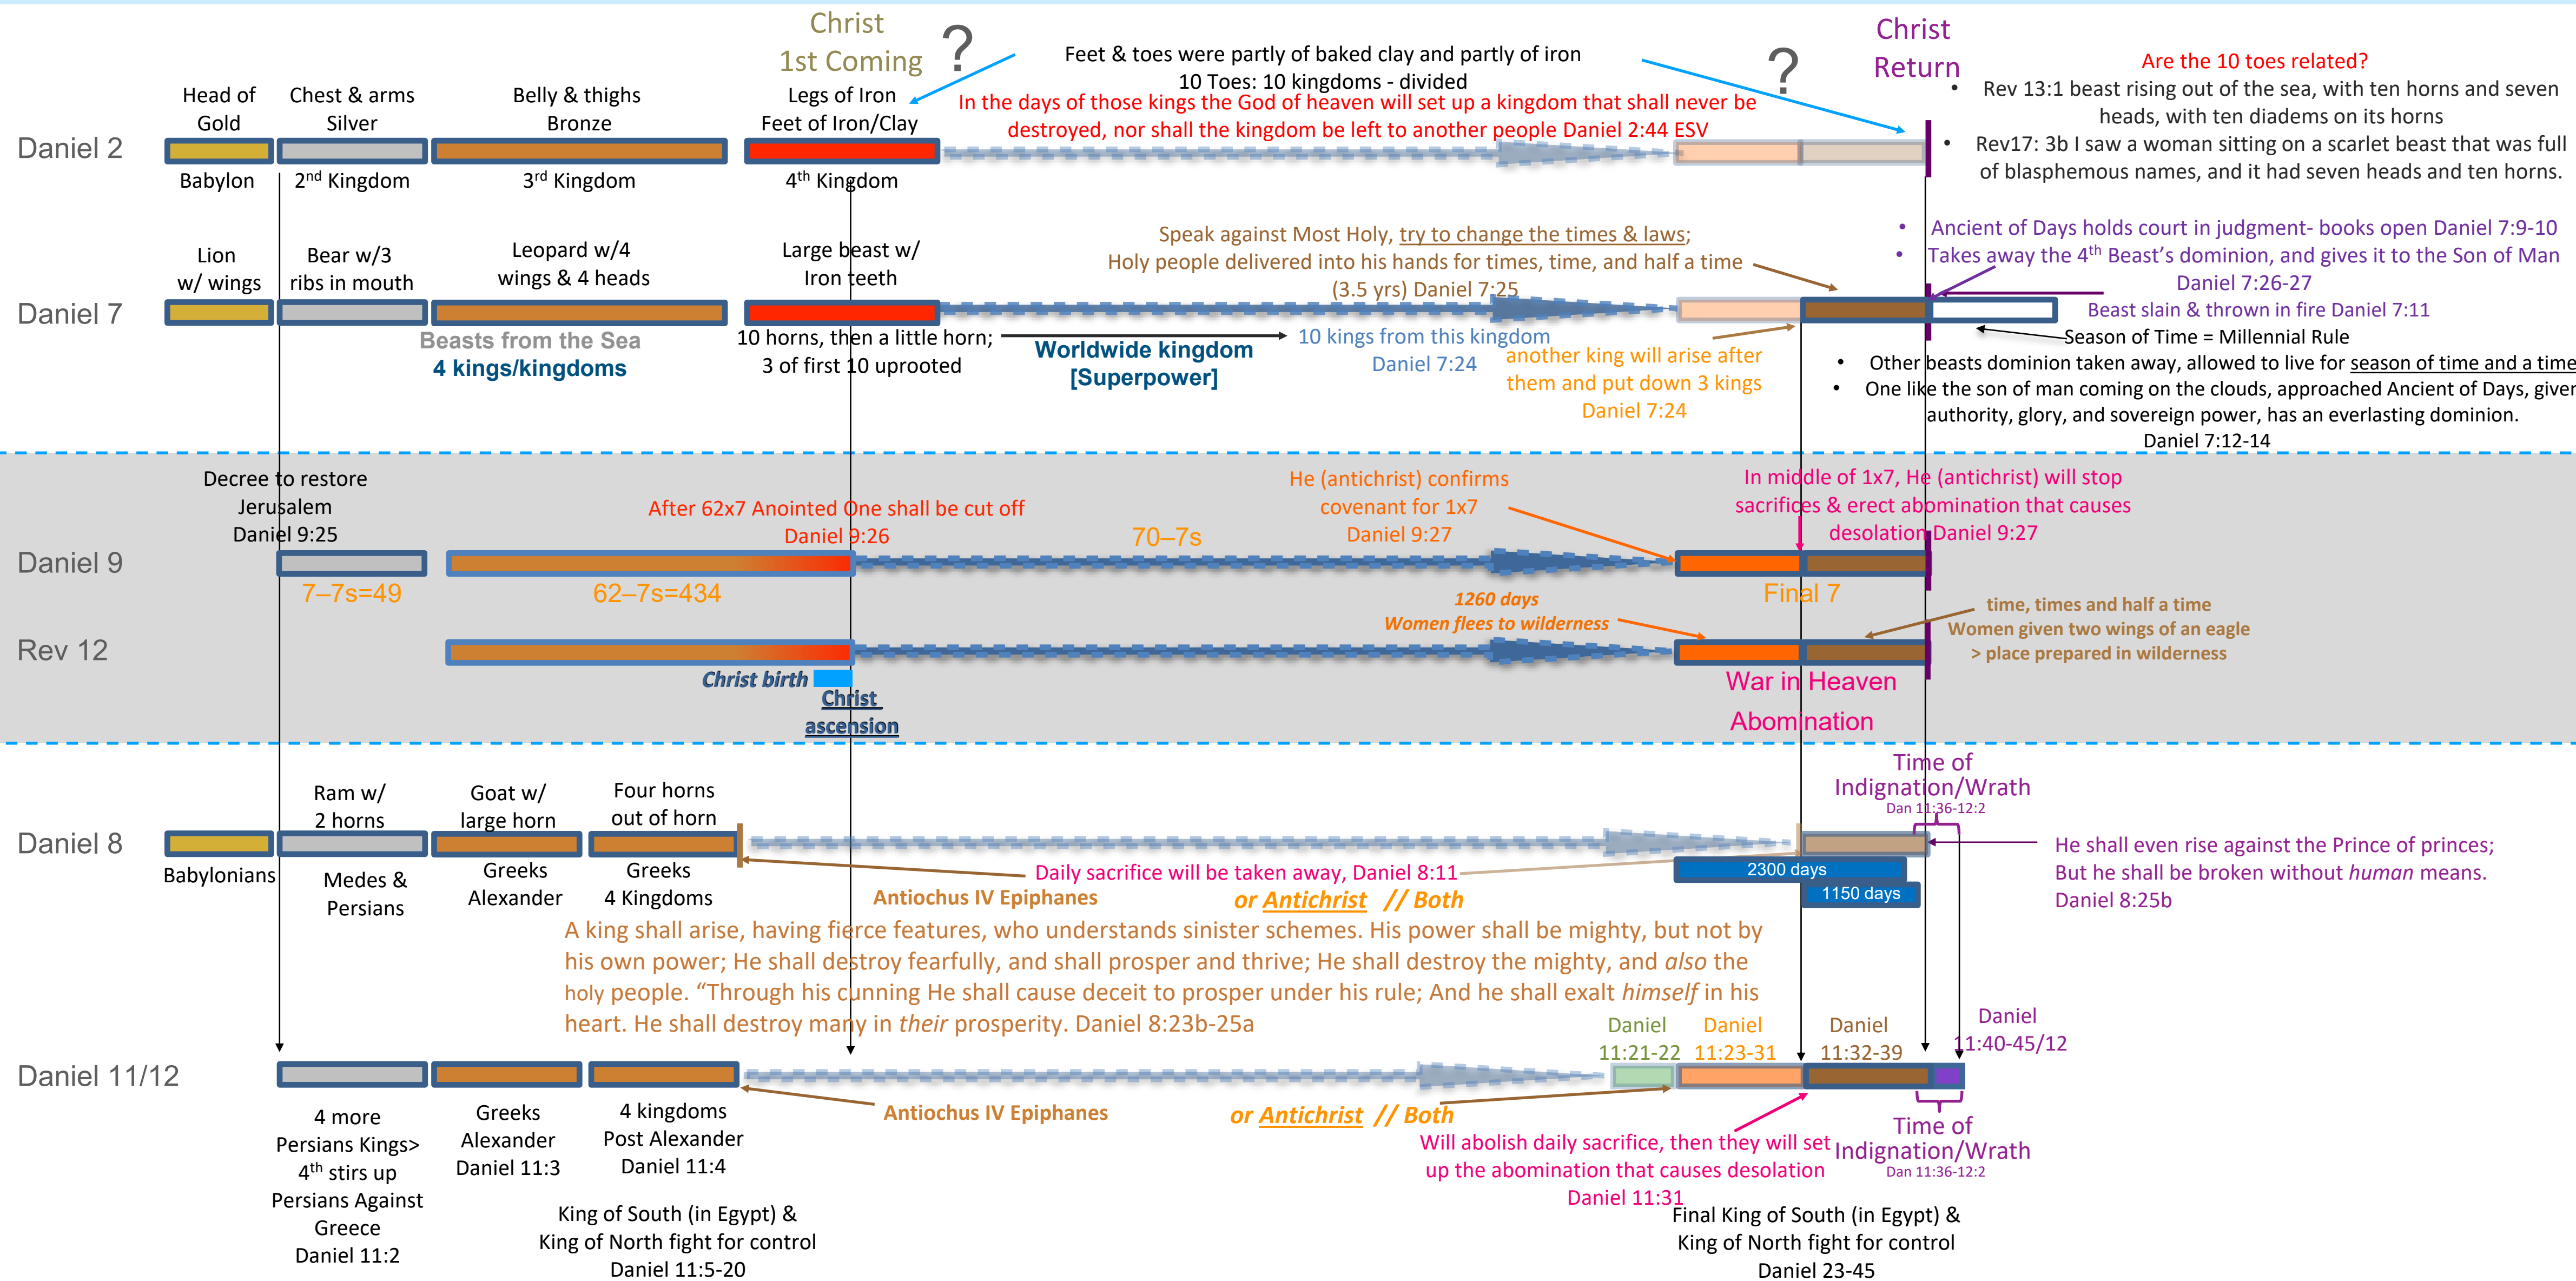 Christ
1st Coming
?
Feet & toes were partly of baked clay and partly of iron
10 Toes: 10 kingdoms - divided
In the days of those kings the God of heaven will set up a kingdom that shall never be
destroyed, nor shall the kingdom be left to another people Daniel 2:44 ESV
?
Christ
Return
Are the 10 toes related?
• Rev 13:1 beast rising out of the sea, with ten horns and seven
heads, with ten diadems on its horns
• Rev17: 3b I saw a woman sitting on a scarlet beast that was full
of blasphemous names, and it had seven heads and ten horns.
Daniel 2
Head of
Gold
Babylon
Chest & arms
Silver
2nd Kingdom
Belly & thighs
Bronze
3rd Kingdom
Legs of Iron
Feet of Iron/Clay
4th Kingdom
Daniel 7
Lion
w/ wings
Bear w/3
ribs in mouth
Leopard w/4
wings & 4 heads
Beasts from the Sea
4 kings/kingdoms
Large beast w/
Iron teeth
10 horns, then a little horn;
3 of first 10 uprooted
Worldwide kingdom
[Superpower]
10 kings from this kingdom
Daniel 7:24
Speak against Most Holy, try to change the times & laws;
Holy people delivered into his hands for times, time, and half a time
(3.5 yrs) Daniel 7:25
another king will arise after
them and put down 3 kings
Daniel 7:24
• Ancient of Days holds court in judgment- books open Daniel 7:9-10
• Takes away the 4th Beast's dominion, and gives it to the Son of Man
Daniel 7:26-27
Beast slain & thrown in fire Daniel 7:11
Season of Time = Millennial Rule
• Other beasts dominion taken away, allowed to live for season of time and a time
• One like the son of man coming on the clouds, approached Ancient of Days, given
authority, glory, and sovereign power, has an everlasting dominion.
Daniel 7:12-14
Daniel 9
Decree to restore
Jerusalem
Daniel 9:25
7–7s=49
After 62x7 Anointed One shall be cut off
Daniel 9:26
62–7s=434
70–7s
He (antichrist) confirms
covenant for 1x7
Daniel 9:27
In middle of 1x7, He (antichrist) will stop
sacrifices & erect abomination that causes
desolation Daniel 9:27
Final 7
Rev 12
Christ birth
Christ
ascension
1260 days
Women flees to wilderness
time, times and half a time
Women given two wings of an eagle
> place prepared in wilderness
War in Heaven
Abomination
Daniel 8
Babylonians
Ram w/
2 horns
Medes &
Persians
Goat w/
large horn
Greeks
Alexander
Four horns
out of horn
Greeks
4 Kingdoms
Daily sacrifice will be taken away, Daniel 8:11
Antiochus IV Epiphanes
or Antichrist // Both
Time of
Indignation/Wrath
Dan 11:36-12:2
2300 days
1150 days
He shall even rise against the Prince of princes;
But he shall be broken without human means.
Daniel 8:25b
A king shall arise, having fierce features, who understands sinister schemes. His power shall be mighty, but not by
his own power; He shall destroy fearfully, and shall prosper and thrive; He shall destroy the mighty, and also the
holy people. “Through his cunning He shall cause deceit to prosper under his rule; And he shall exalt himself in his
heart. He shall destroy many in their prosperity. Daniel 8:23b-25a
Daniel 11/12
4 more
Persians Kings>
4th stirs up
Persians Against
Greece
Daniel 11:2
Greeks
Alexander
Daniel 11:3
4 kingdoms
Post Alexander
Daniel 11:4
King of South (in Egypt) &
King of North fight for control
Daniel 11:5-20
Antiochus IV Epiphanes
or Antichrist // Both
Daniel
11:21-22
Daniel
11:23-31
Daniel
11:32-39
Daniel
11:40-45/12
Will abolish daily sacrifice, then they will set
up the abomination that causes desolation
Daniel 11:31
Time of
Indignation/Wrath
Dan 11:36-12:2
Final King of South (in Egypt) &
King of North fight for control
Daniel 23-45